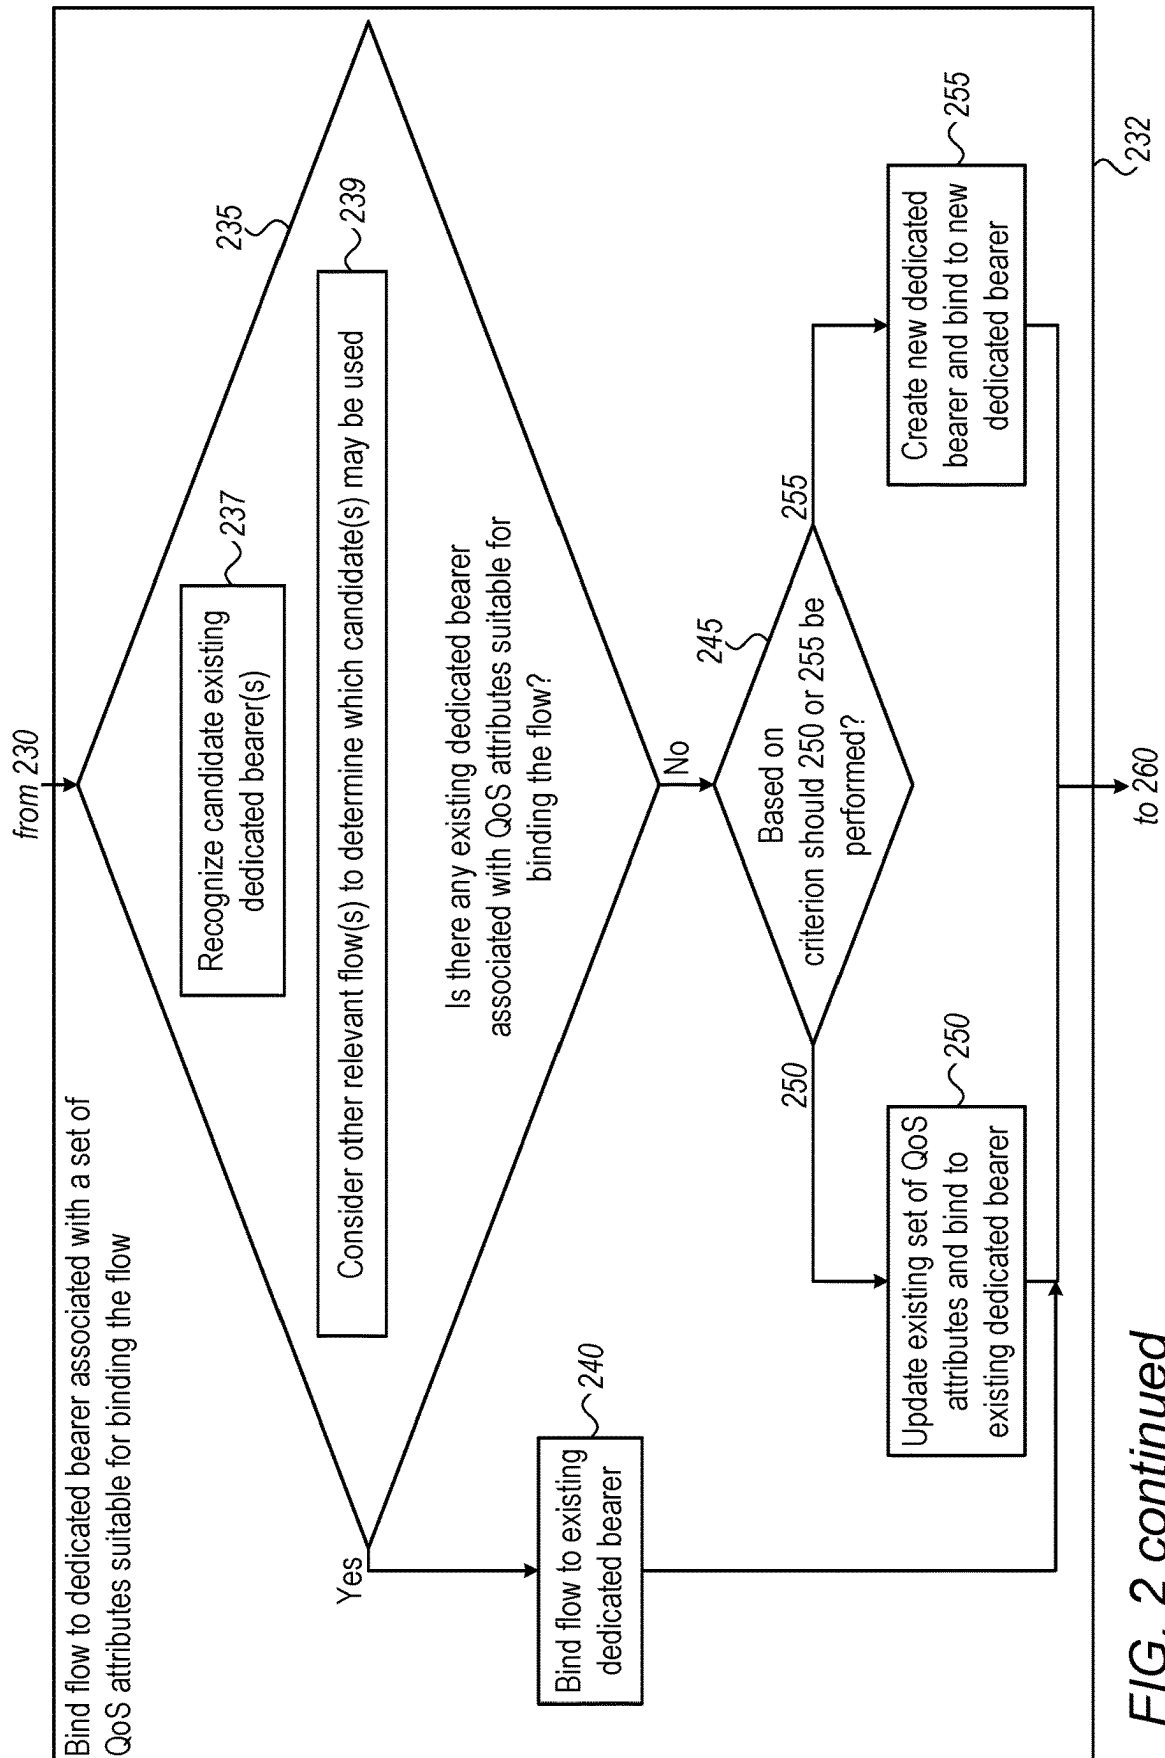 from 230
Bind flow to dedicated bearer associated with a set of
QoS attributes suitable for binding the flow
235
Recognize candidate existing
dedicated bearer(s)
237
Consider other relevant flow(s) to determine which candidate(s) may be used
239
Is there any existing dedicated bearer
associated with QoS attributes suitable for
binding the flow?
Yes
No
Bind flow to existing
dedicated bearer
240
245
Based on
criterion should 250 or 255 be
performed?
250
255
Update existing set of QoS
attributes and bind to
existing dedicated bearer
250
Create new dedicated
bearer and bind to new
dedicated bearer
255
232
to 260
FIG. 2 continued